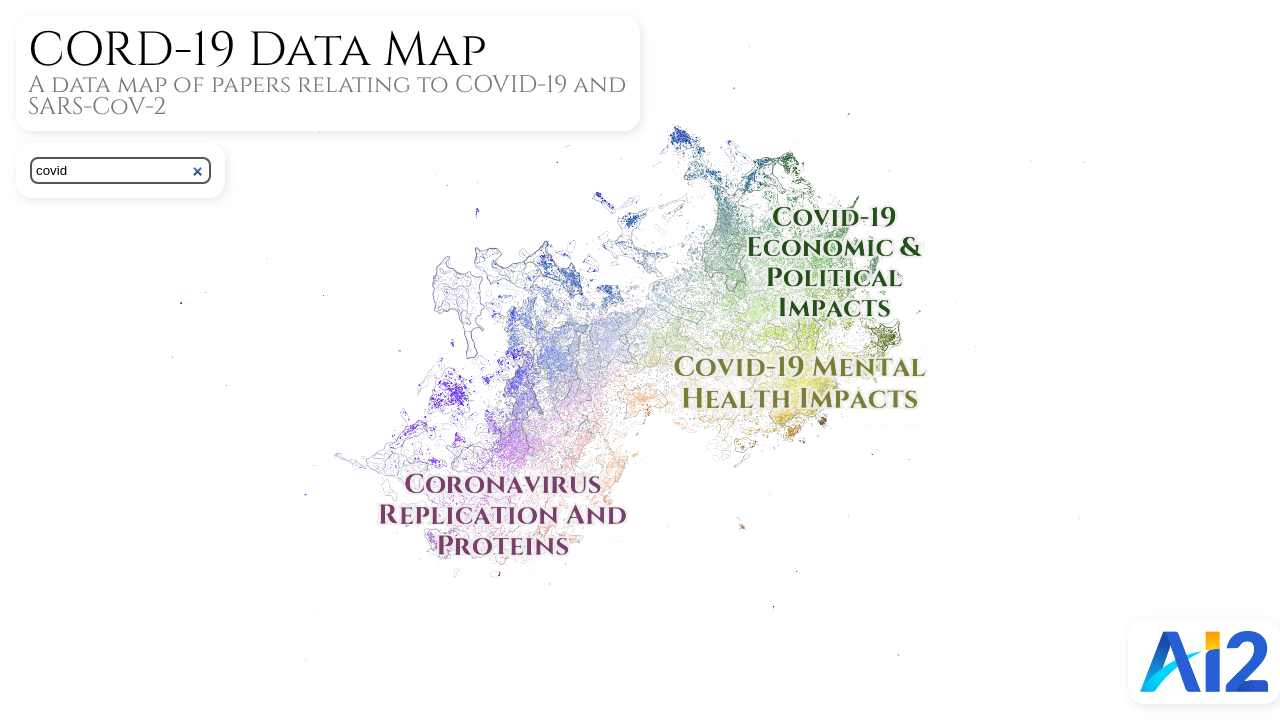 CORD-19 Data Map
A data map of papers relating to COVID-19 and
SARS-CoV-2
covid
Covid-19
Economic &
Political
Impacts
Covid-19 Mental
Health Impacts
Coronavirus
Replication And
Proteins
Ai2